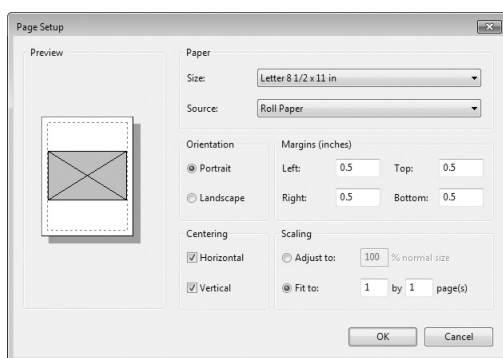 Page Setup
Preview
Paper
Size: Letter 8 1/2 x 11 in
Source: Roll Paper
Orientation
Portrait
Landscape
Margins (inches)
Left: 0.5 Top: 0.5
Right: 0.5 Bottom: 0.5
Centering
Horizontal
Vertical
Scaling
Adjust to: 100 % normal size
Fit to: 1 by 1 page(s)
OK Cancel